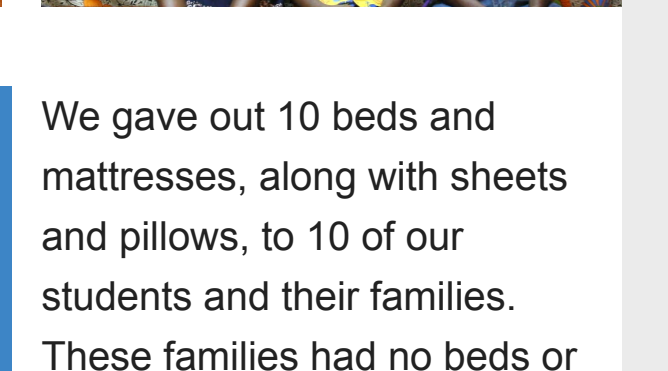 We gave out 10 beds and
mattresses, along with sheets
and pillows, to 10 of our
students and their families.
These families had no beds or